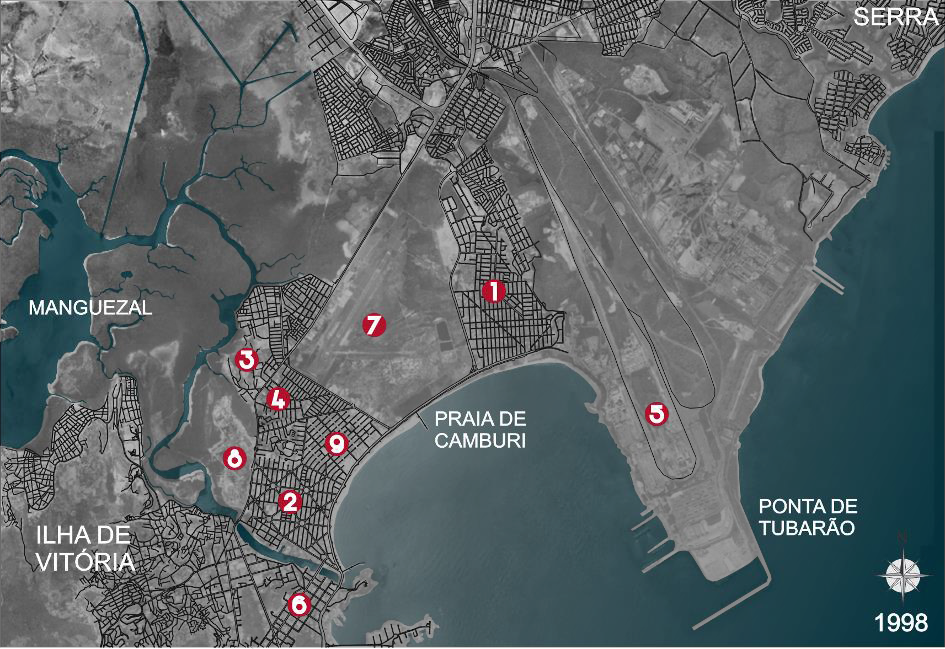 SERRA
MANGUEZAL
1
7
3
4
PRAIA DE
CAMBURI
5
9
8
2
ILHA DE
VITÓRIA
PONTA DE
TUBARÃO
N
6
1998